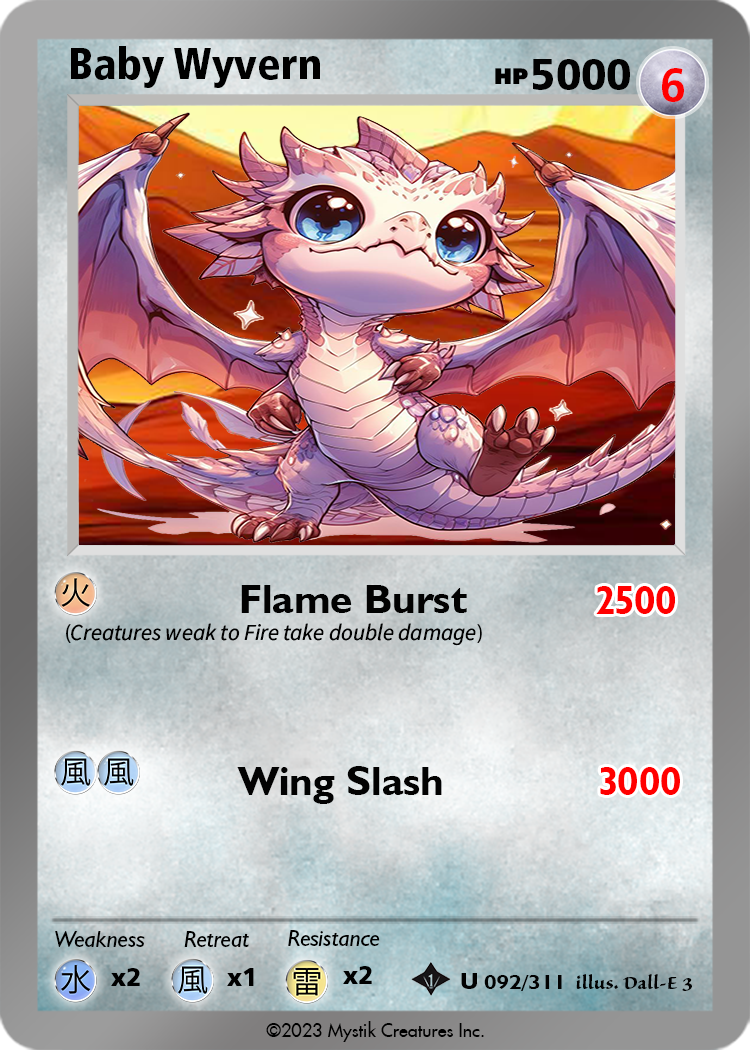 Baby Wyvern HP5000 6
火 Flame Burst 2500
(Creatures weak to Fire take double damage)
風風 Wing Slash 3000
Weakness Retreat Resistance
水 x2 風 x1 雷 x2 1 U 092/311 illus. Dall-E 3
©2023 Mystik Creatures Inc.